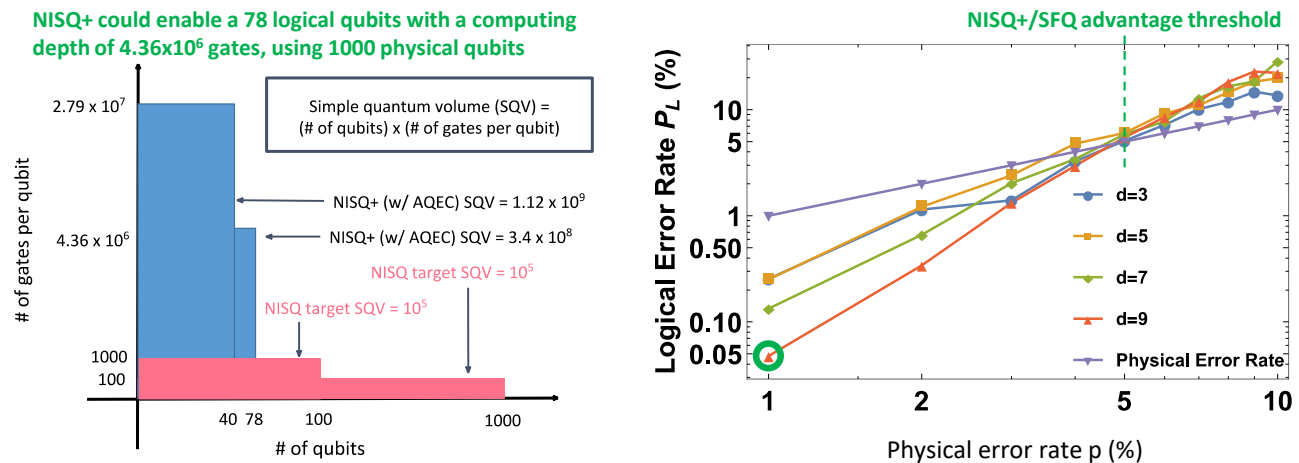 NISQ+ could enable a 78 logical qubits with a computing
depth of 4.36x10⁶ gates, using 1000 physical qubits
# of gates per qubit
2.79 x 10⁷
4.36 x 10⁶
1000
100
Simple quantum volume (SQV) =
(# of qubits) x (# of gates per qubit)
NISQ+ (w/ AQEC) SQV = 1.12 x 10⁹
NISQ+ (w/ AQEC) SQV = 3.4 x 10⁸
NISQ target SQV = 10⁵
NISQ target SQV = 10⁵
40 78 100 1000
# of qubits
NISQ+/SFQ advantage threshold
Logical Error Rate P_L (%)
10
5
1
0.50
0.10
0.05
d=3
d=5
d=7
d=9
Physical Error Rate
1 2 5 10
Physical error rate p (%)